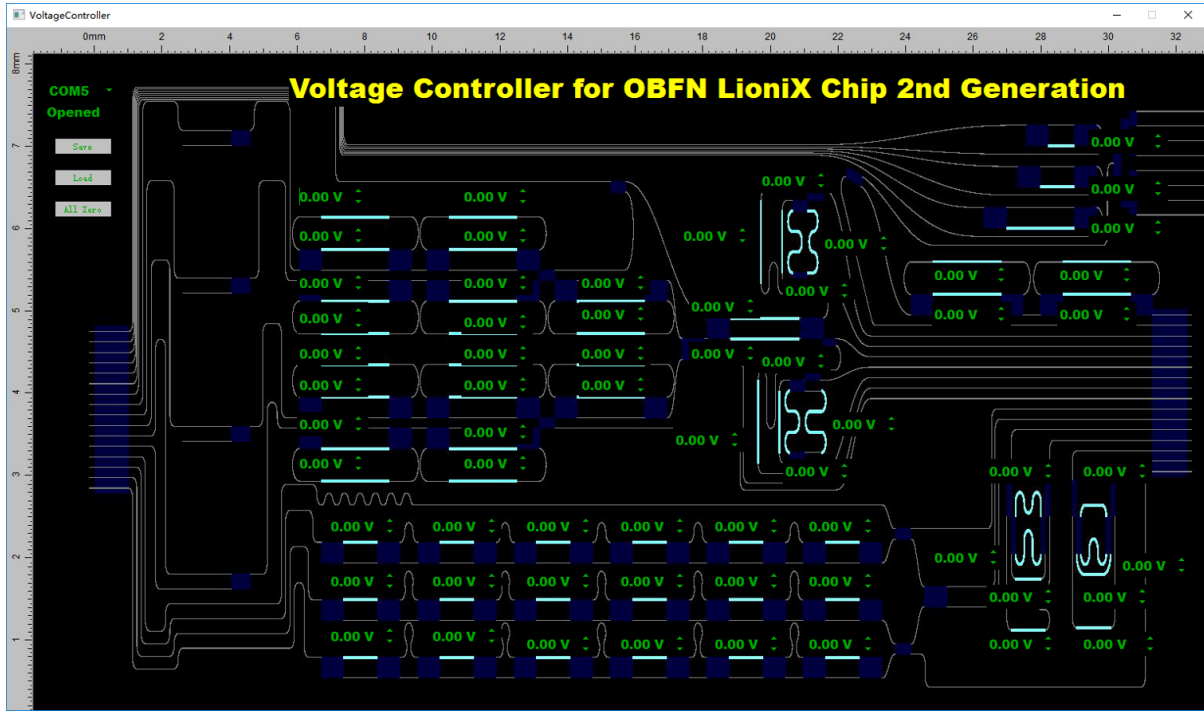 VoltageController
0mm 2 4 6 8 10 12 14 16 18 20 22 24 26 28 30 32
8mm
7
6
5
4
3
2
1
COM5
Opened
Save
Load
All Zero
Voltage Controller for OBFN LioniX Chip 2nd Generation
0.00 V
0.00 V
0.00 V
0.00 V 0.00 V 0.00 V
0.00 V
0.00 V 0.00 V 0.00 V 0.00 V
0.00 V
0.00 V 0.00 V
0.00 V 0.00 V 0.00 V
0.00 V
0.00 V
0.00 V 0.00 V 0.00 V 0.00 V 0.00 V
0.00 V 0.00 V 0.00 V 0.00 V
0.00 V
0.00 V 0.00 V 0.00 V
0.00 V 0.00 V 0.00 V
0.00 V
0.00 V 0.00 V 0.00 V 0.00 V 0.00 V
0.00 V 0.00 V 0.00 V 0.00 V 0.00 V 0.00 V
0.00 V
0.00 V
0.00 V 0.00 V 0.00 V 0.00 V 0.00 V 0.00 V
0.00 V 0.00 V
0.00 V 0.00 V 0.00 V 0.00 V 0.00 V 0.00 V
0.00 V 0.00 V